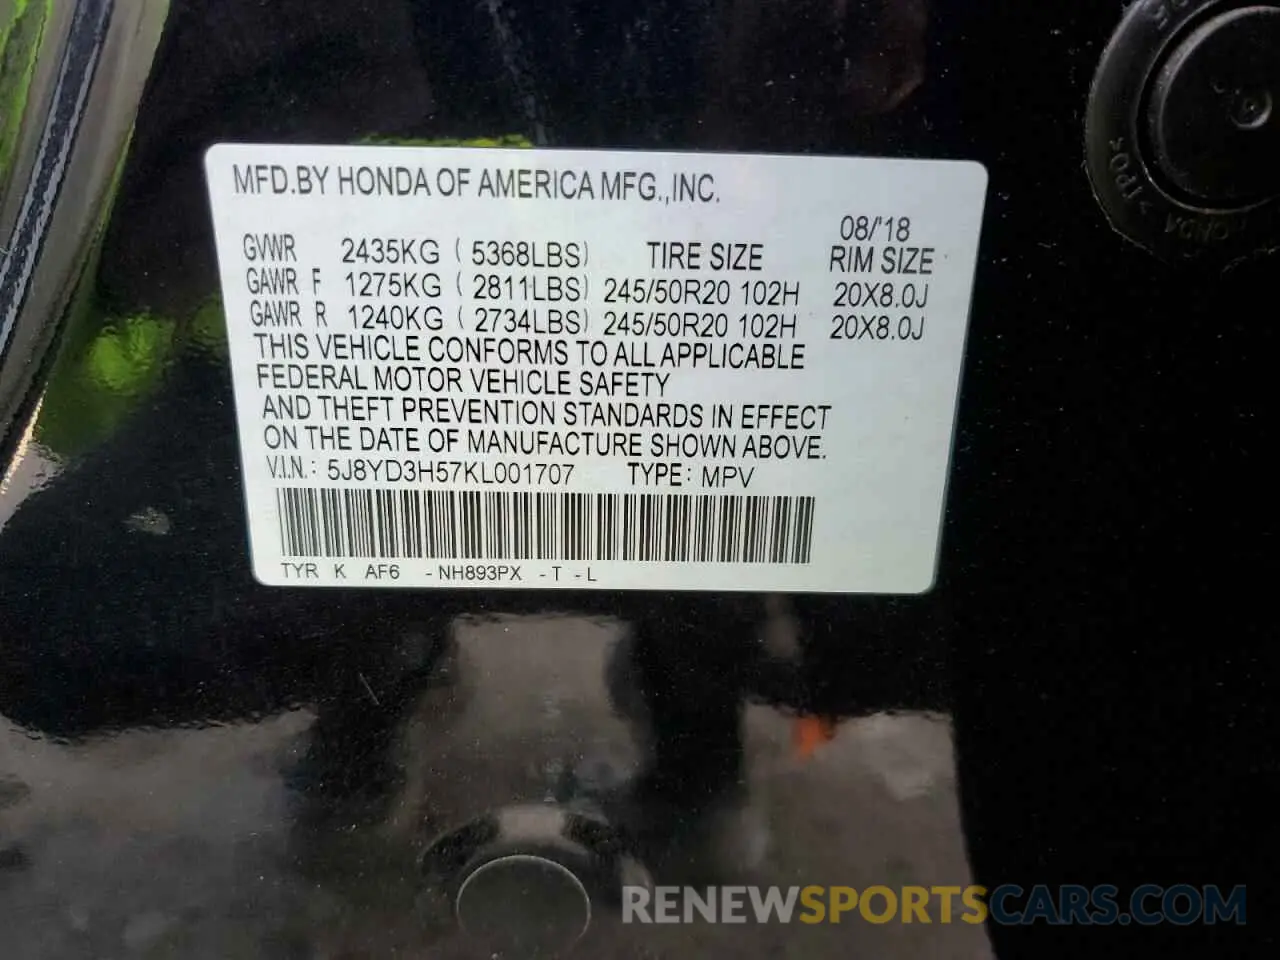 MFD.BY HONDA OF AMERICA MFG.,INC.
08/'18
GVWR 2435KG ( 5368LBS) TIRE SIZE RIM SIZE
GAWR F 1275KG ( 2811LBS) 245/50R20 102H 20X8.0J
GAWR R 1240KG ( 2734LBS) 245/50R20 102H 20X8.0J
THIS VEHICLE CONFORMS TO ALL APPLICABLE
FEDERAL MOTOR VEHICLE SAFETY
AND THEFT PREVENTION STANDARDS IN EFFECT
ON THE DATE OF MANUFACTURE SHOWN ABOVE.
V.I.N.: 5J8YD3H57KL001707 TYPE: MPV
TYR K AF6 -NH893PX -T -L
RENEWSPORTSCARS.COM